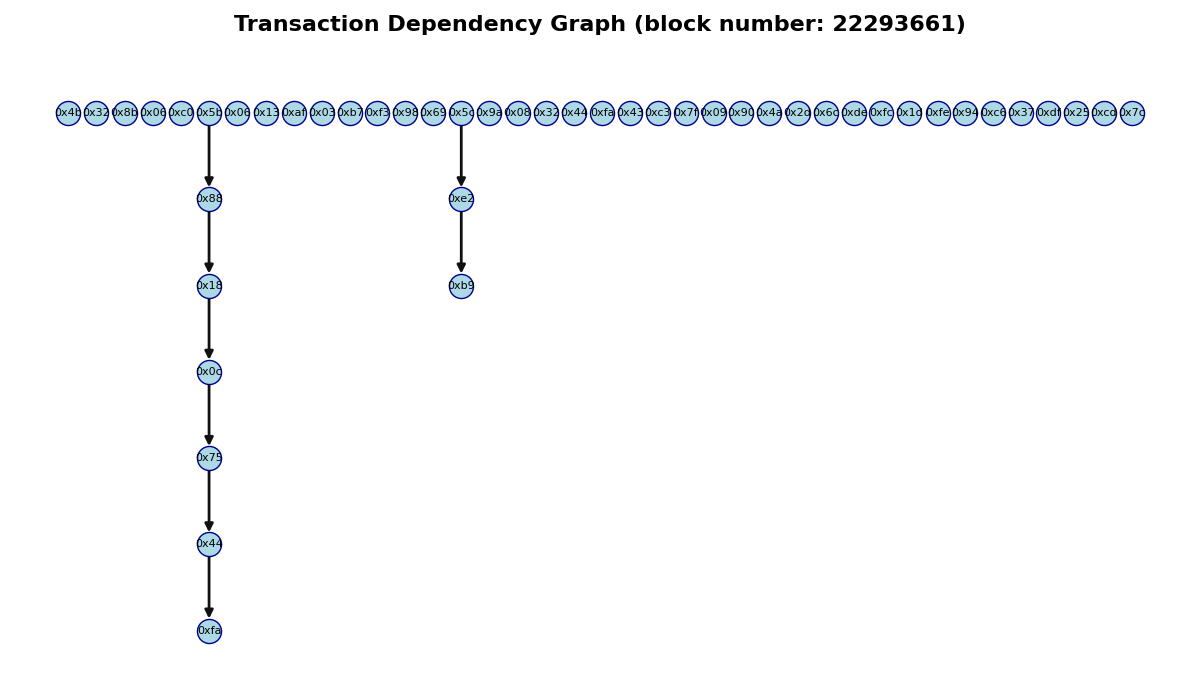 Transaction Dependency Graph (block number: 22293661)
0x4b 0x32 0x8b 0x06 0xc0 0x5b 0x06 0x13 0xaf 0x03 0xb7 0xf3 0x98 0x69 0x5c 0x9a 0x08 0x32 0x44 0xfa 0x43 0xc3 0x7f 0x09 0x90 0x4a 0x2d 0x6c 0xde 0xfc 0x1d 0xfe 0x94 0xc6 0x37 0xdf 0x25 0xcd 0x7c
0x88 0xe2
0x18 0xb9
0x0c
0x75
0x44
0xfa